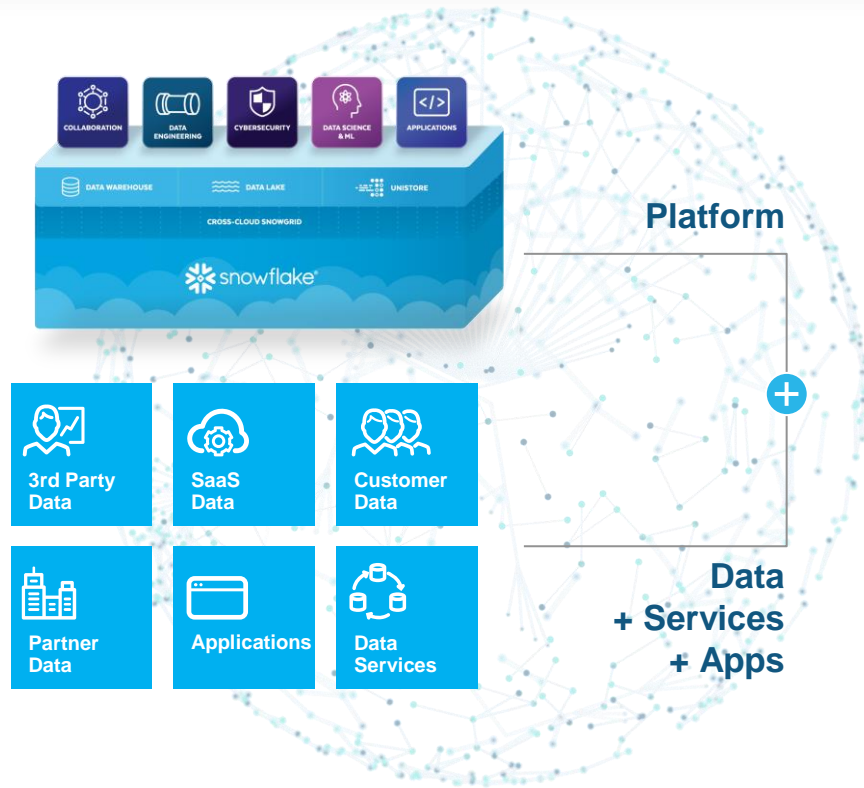 COLLABORATION
DATA
ENGINEERING
CYBERSECURITY
DATA SCIENCE
& ML
APPLICATIONS
DATA WAREHOUSE
DATA LAKE
UNISTORE
CROSS-CLOUD SNOWGRID
snowflake®
Platform
+
3rd Party
Data
SaaS
Data
Customer
Data
Partner
Data
Applications
Data
Services
Data
+ Services
+ Apps